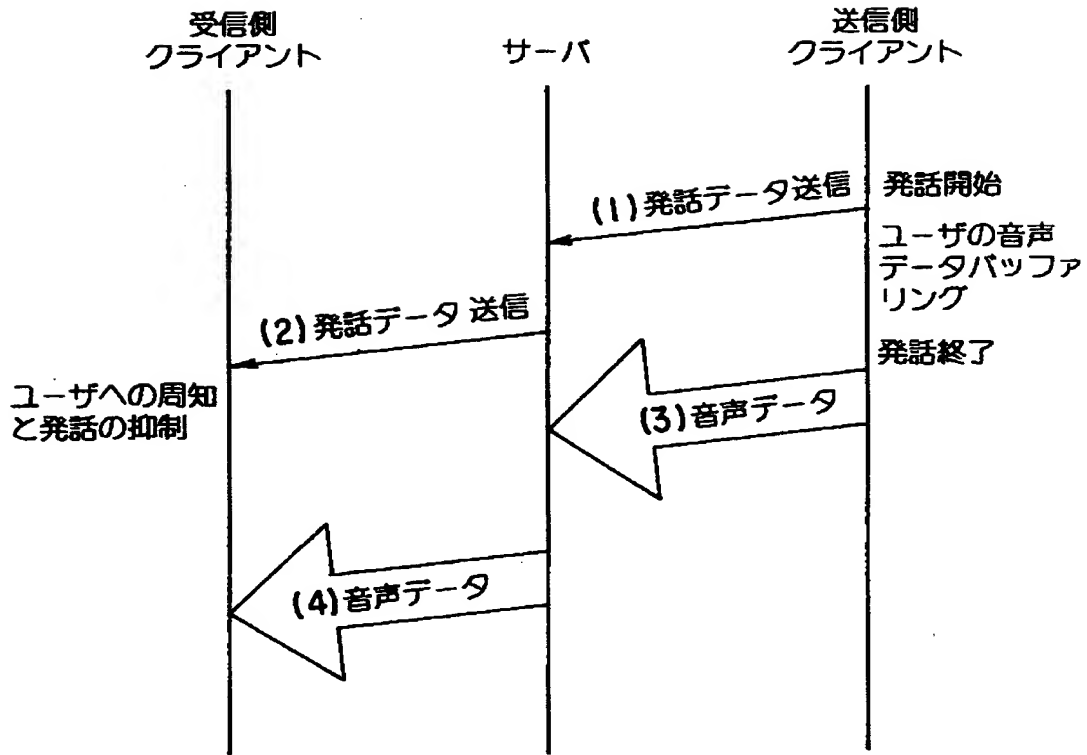 受信側
クライアント
サーバ
送信側
クライアント
発話開始
(1)発話データ送信
ユーザの音声
データバッファ
リング
(2)発話データ送信
発話終了
ユーザへの周知
と発話の抑制
(3)音声データ
(4)音声データ